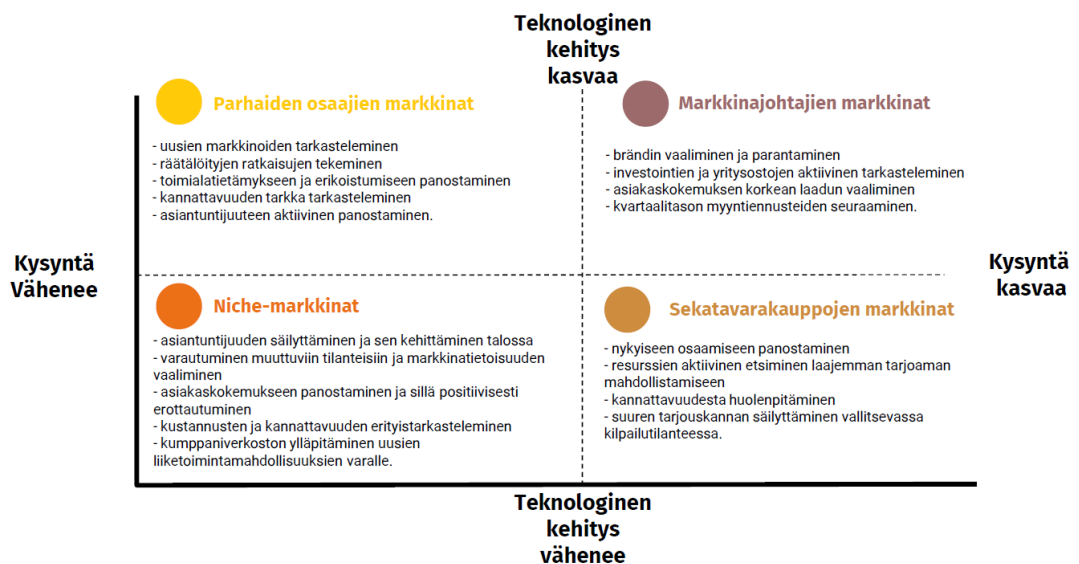 Teknologinen
kehitys
kasvaa
Parhaiden osaajien markkinat
- uusien markkinoiden tarkasteleminen
- räätälöityjen ratkaisujen tekeminen
- toimialatietämykseen ja erikoistumiseen panostaminen
- kannattavuuden tarkka tarkasteleminen
- asiantuntijuuteen aktiivinen panostaminen.
Markkinajohtajien markkinat
- brändin vaaliminen ja parantaminen
- investointien ja yritysostojen aktiivinen tarkasteleminen
- asiakaskokemuksen korkean laadun vaaliminen
- kvartaalitason myyntiennusteiden seuraaminen.
Kysyntä
Vähenee
Kysyntä
kasvaa
Niche-markkinat
- asiantuntijuuden säilyttäminen ja sen kehittäminen talossa
- varautuminen muuttuviin tilanteisiin ja markkinatietoisuuden
vaaliminen
- asiakaskokemukseen panostaminen ja sillä positiivisesti
erottautuminen
- kustannusten ja kannattavuuden erityistarkasteleminen
- kumppaniverkoston ylläpitäminen uusien
liiketoimintamahdollisuuksien varalle.
Sekatavarakauppojen markkinat
- nykyiseen osaamiseen panostaminen
- resurssien aktiivinen etsiminen laajemman tarjoaman
mahdollistamiseen
- kannattavuudesta huolenpitäminen
- suuren tarjouskannan säilyttäminen vallitsevassa
kilpailutilanteessa.
Teknologinen
kehitys
vähenee